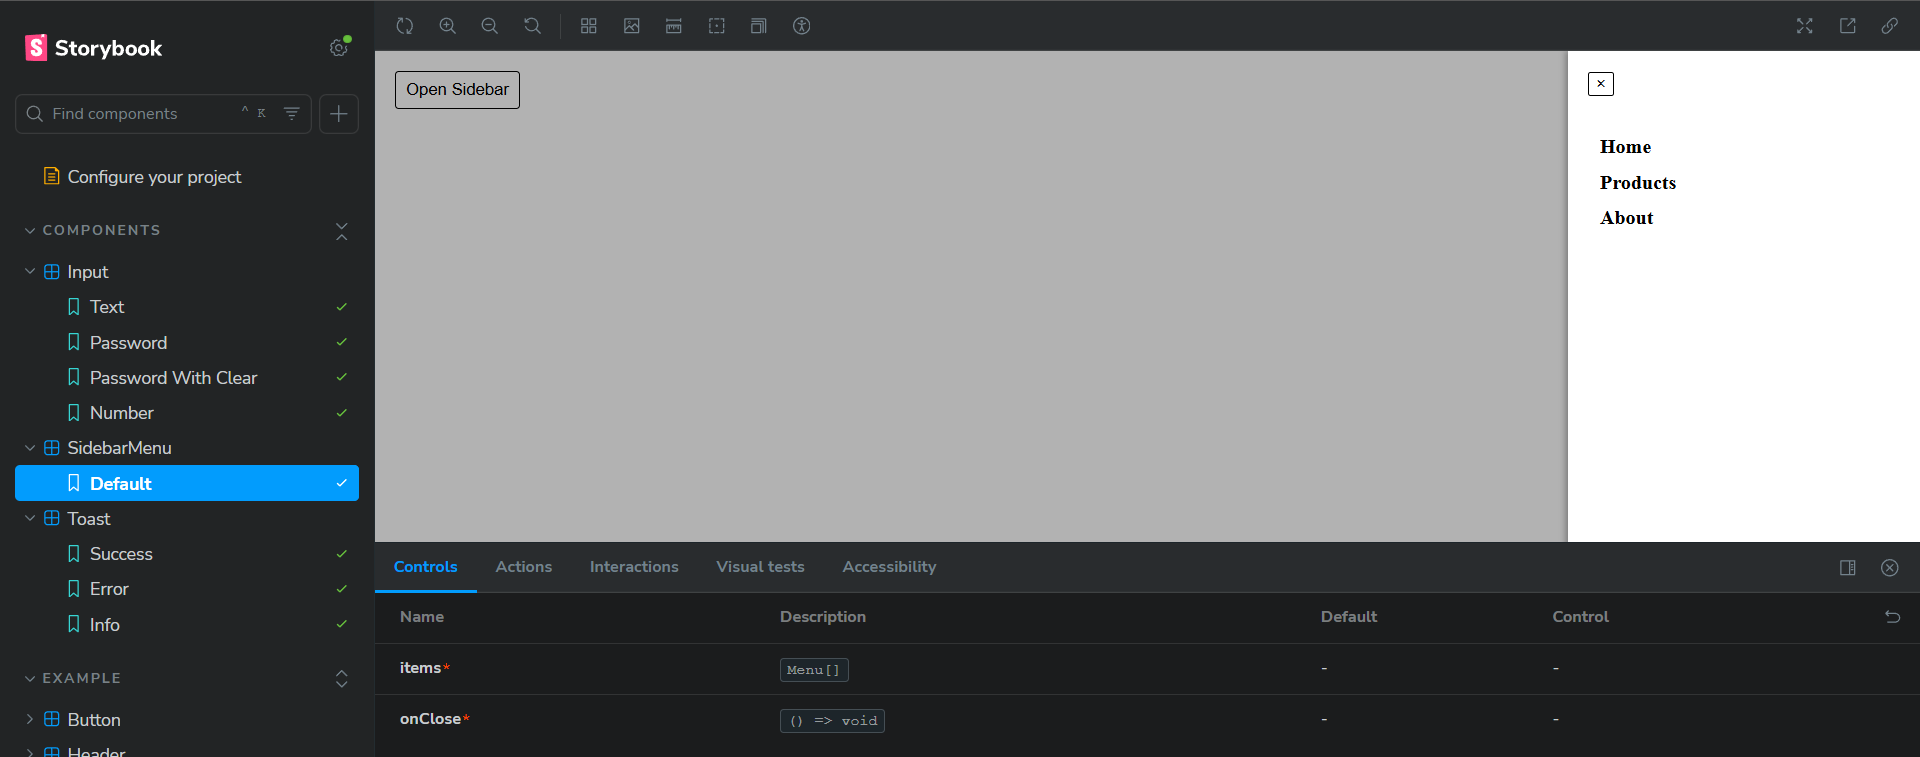 Storybook
Find components
^ K
Configure your project
COMPONENTS
Input
Text
Password
Password With Clear
Number
SidebarMenu
Default
Toast
Success
Error
Info
EXAMPLE
Button
Header
Open Sidebar
×
Home
Products
About
Controls Actions Interactions Visual tests Accessibility
Name Description Default Control
items* Menu[] - -
onClose* () => void - -